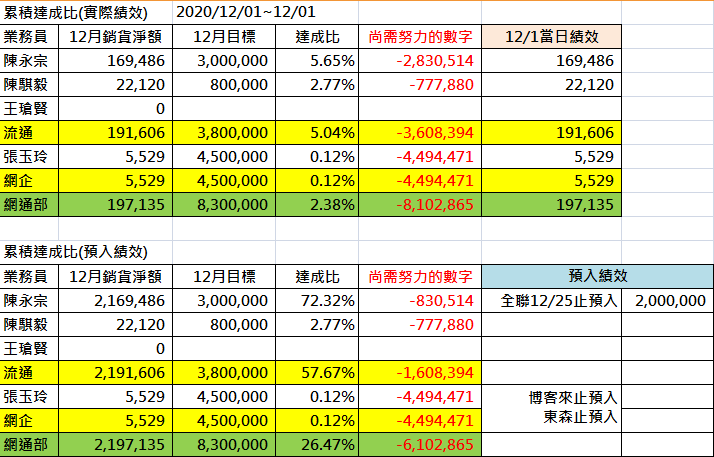 累積達成比(實際績效) 2020/12/01~12/01
業務員 12月銷貨淨額 12月目標 達成比 尚需努力的數字 12/1當日績效
陳永宗 169,486 3,000,000 5.65% -2,830,514 169,486
陳騏毅 22,120 800,000 2.77% -777,880 22,120
王瑲賢 0
流通 191,606 3,800,000 5.04% -3,608,394 191,606
張玉玲 5,529 4,500,000 0.12% -4,494,471 5,529
網企 5,529 4,500,000 0.12% -4,494,471 5,529
網通部 197,135 8,300,000 2.38% -8,102,865 197,135
累積達成比(預入績效)
業務員 12月銷貨淨額 12月目標 達成比 尚需努力的數字 預入績效
陳永宗 2,169,486 3,000,000 72.32% -830,514 全聯12/25止預入 2,000,000
陳騏毅 22,120 800,000 2.77% -777,880
王瑲賢 0
流通 2,191,606 3,800,000 57.67% -1,608,394
張玉玲 5,529 4,500,000 0.12% -4,494,471 博客來止預入
網企 5,529 4,500,000 0.12% -4,494,471 東森止預入
網通部 2,197,135 8,300,000 26.47% -6,102,865